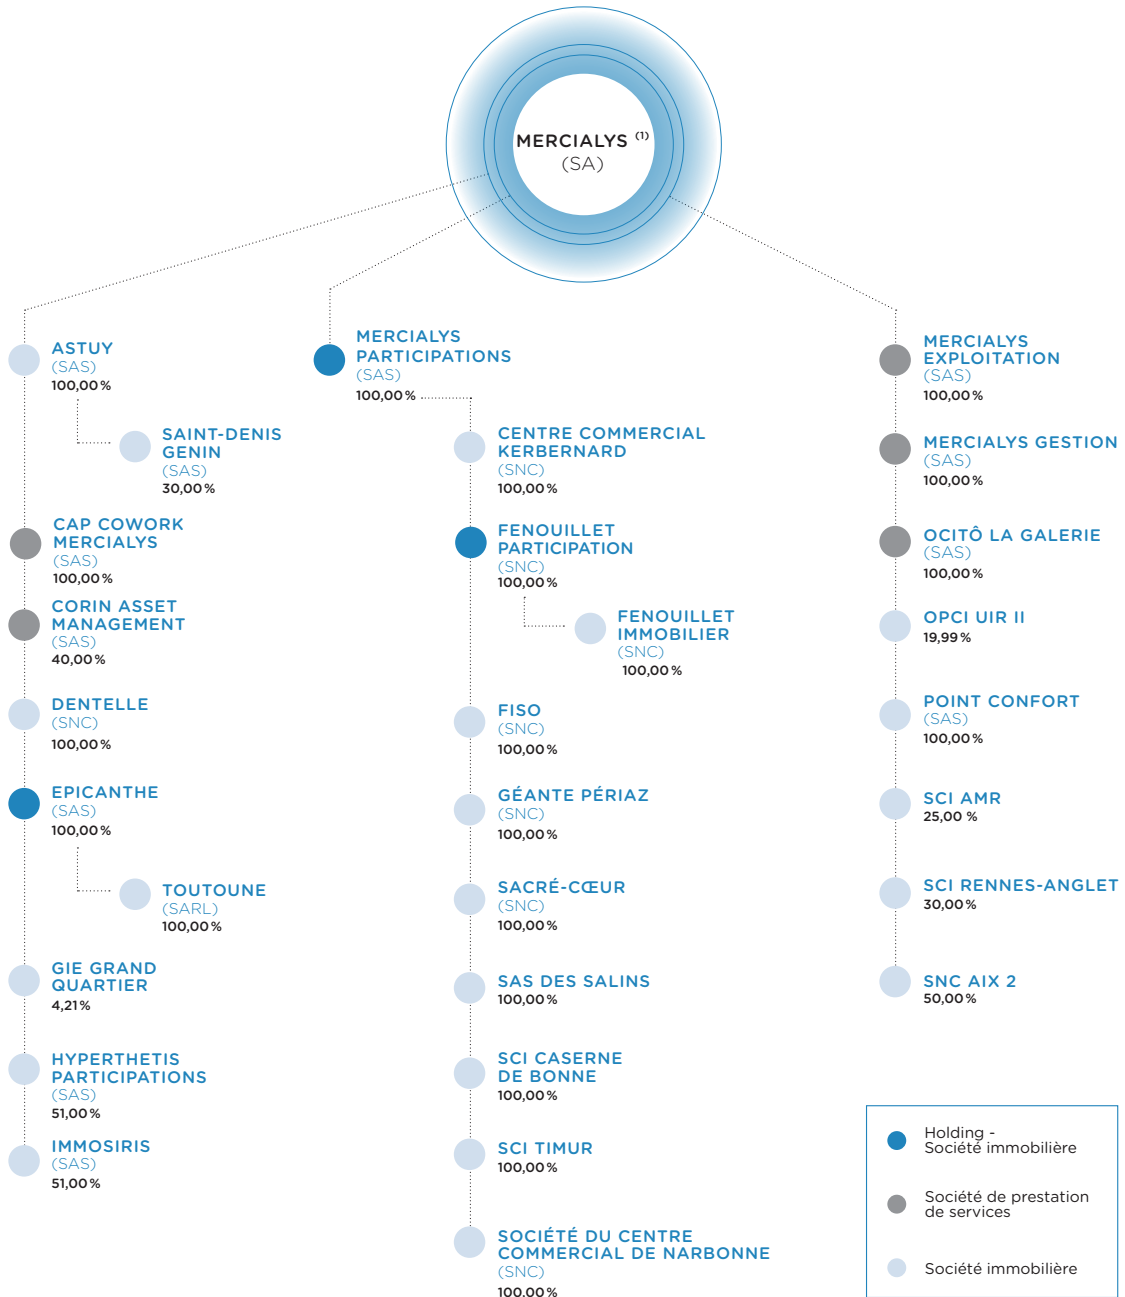 MERCIALYS (1)
(SA)
ASTUY
(SAS)
100,00 %
SAINT-DENIS
GENIN
(SAS)
30,00 %
CAP COWORK
MERCIALYS
(SAS)
100,00 %
CORIN ASSET
MANAGEMENT
(SAS)
40,00 %
DENTELLE
(SNC)
100,00 %
EPICANTHE
(SAS)
100,00 %
TOUTOUNE
(SARL)
100,00 %
GIE GRAND
QUARTIER
4,21 %
HYPERTHETIS
PARTICIPATIONS
(SAS)
51,00 %
IMMOSIRIS
(SAS)
51,00 %
MERCIALYS
PARTICIPATIONS
(SAS)
100,00 %
CENTRE COMMERCIAL
KERBERNARD
(SNC)
100,00 %
FENOUILLET
PARTICIPATION
(SNC)
100,00 %
FENOUILLET
IMMOBILIER
(SNC)
100,00 %
FISO
(SNC)
100,00 %
GÉANTE PÉRIAZ
(SNC)
100,00 %
SACRÉ-CŒUR
(SNC)
100,00 %
SAS DES SALINS
100,00 %
SCI CASERNE
DE BONNE
100,00 %
SCI TIMUR
100,00 %
SOCIÉTÉ DU CENTRE
COMMERCIAL DE NARBONNE
(SNC)
100,00 %
MERCIALYS
EXPLOITATION
(SAS)
100,00 %
MERCIALYS GESTION
(SAS)
100,00 %
OCITÔ LA GALERIE
(SAS)
100,00 %
OPCI UIR II
19,99 %
POINT CONFORT
(SAS)
100,00 %
SCI AMR
25,00 %
SCI RENNES-ANGLET
30,00 %
SNC AIX 2
50,00 %
Holding -
Société immobilière
Société de prestation
de services
Société immobilière